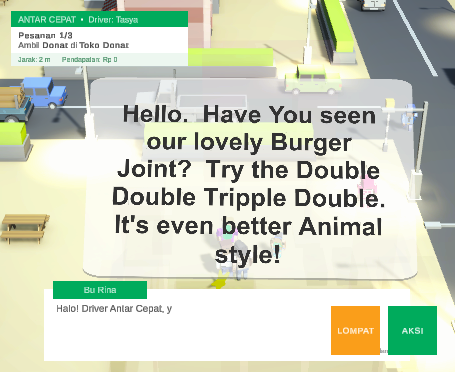 ANTAR CEPAT • Driver: Tasya
Pesanan 1/3
Ambil Donat di Toko Donat
Jarak: 2 m Pendapatan: Rp 0
Hello. Have You seen
our lovely Burger
Joint? Try the Double
Double Tripple Double.
It's even better Animal
style!
Bu Rina
Halo! Driver Antar Cepat, y
LOMPAT
AKSI